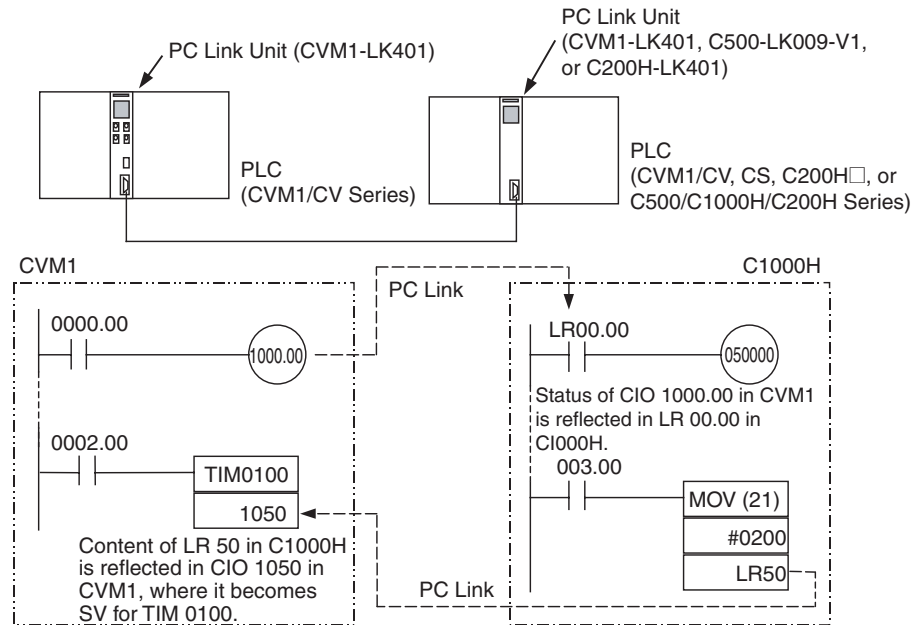 PC Link Unit (CVM1-LK401)
PC Link Unit
(CVM1-LK401, C500-LK009-V1,
or C200H-LK401)
PLC
(CVM1/CV Series)
PLC
(CVM1/CV, CS, C200H□, or
C500/C1000H/C200H Series)
CVM1
PC Link
C1000H
0000.00
1000.00
LR00.00
050000
Status of CIO 1000.00 in CVM1
is reflected in LR 00.00 in
CI000H.
0002.00
TIM0100
1050
003.00
MOV (21)
#0200
LR50
Content of LR 50 in C1000H
is reflected in CIO 1050 in
CVM1, where it becomes
SV for TIM 0100.
PC Link